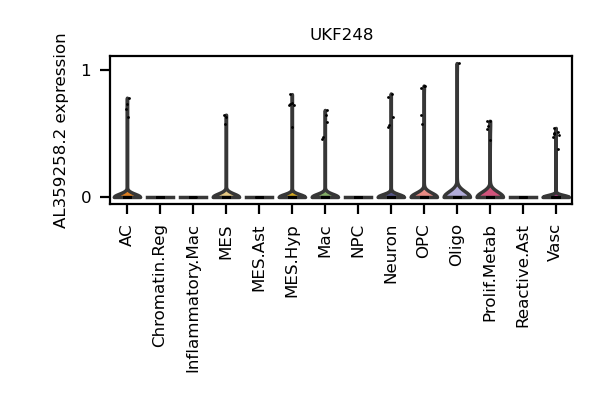 UKF248
AL359258.2 expression
1
0
AC
Chromatin.Reg
Inflammatory.Mac
MES
MES.Ast
MES.Hyp
Mac
NPC
Neuron
OPC
Oligo
Prolif.Metab
Reactive.Ast
Vasc